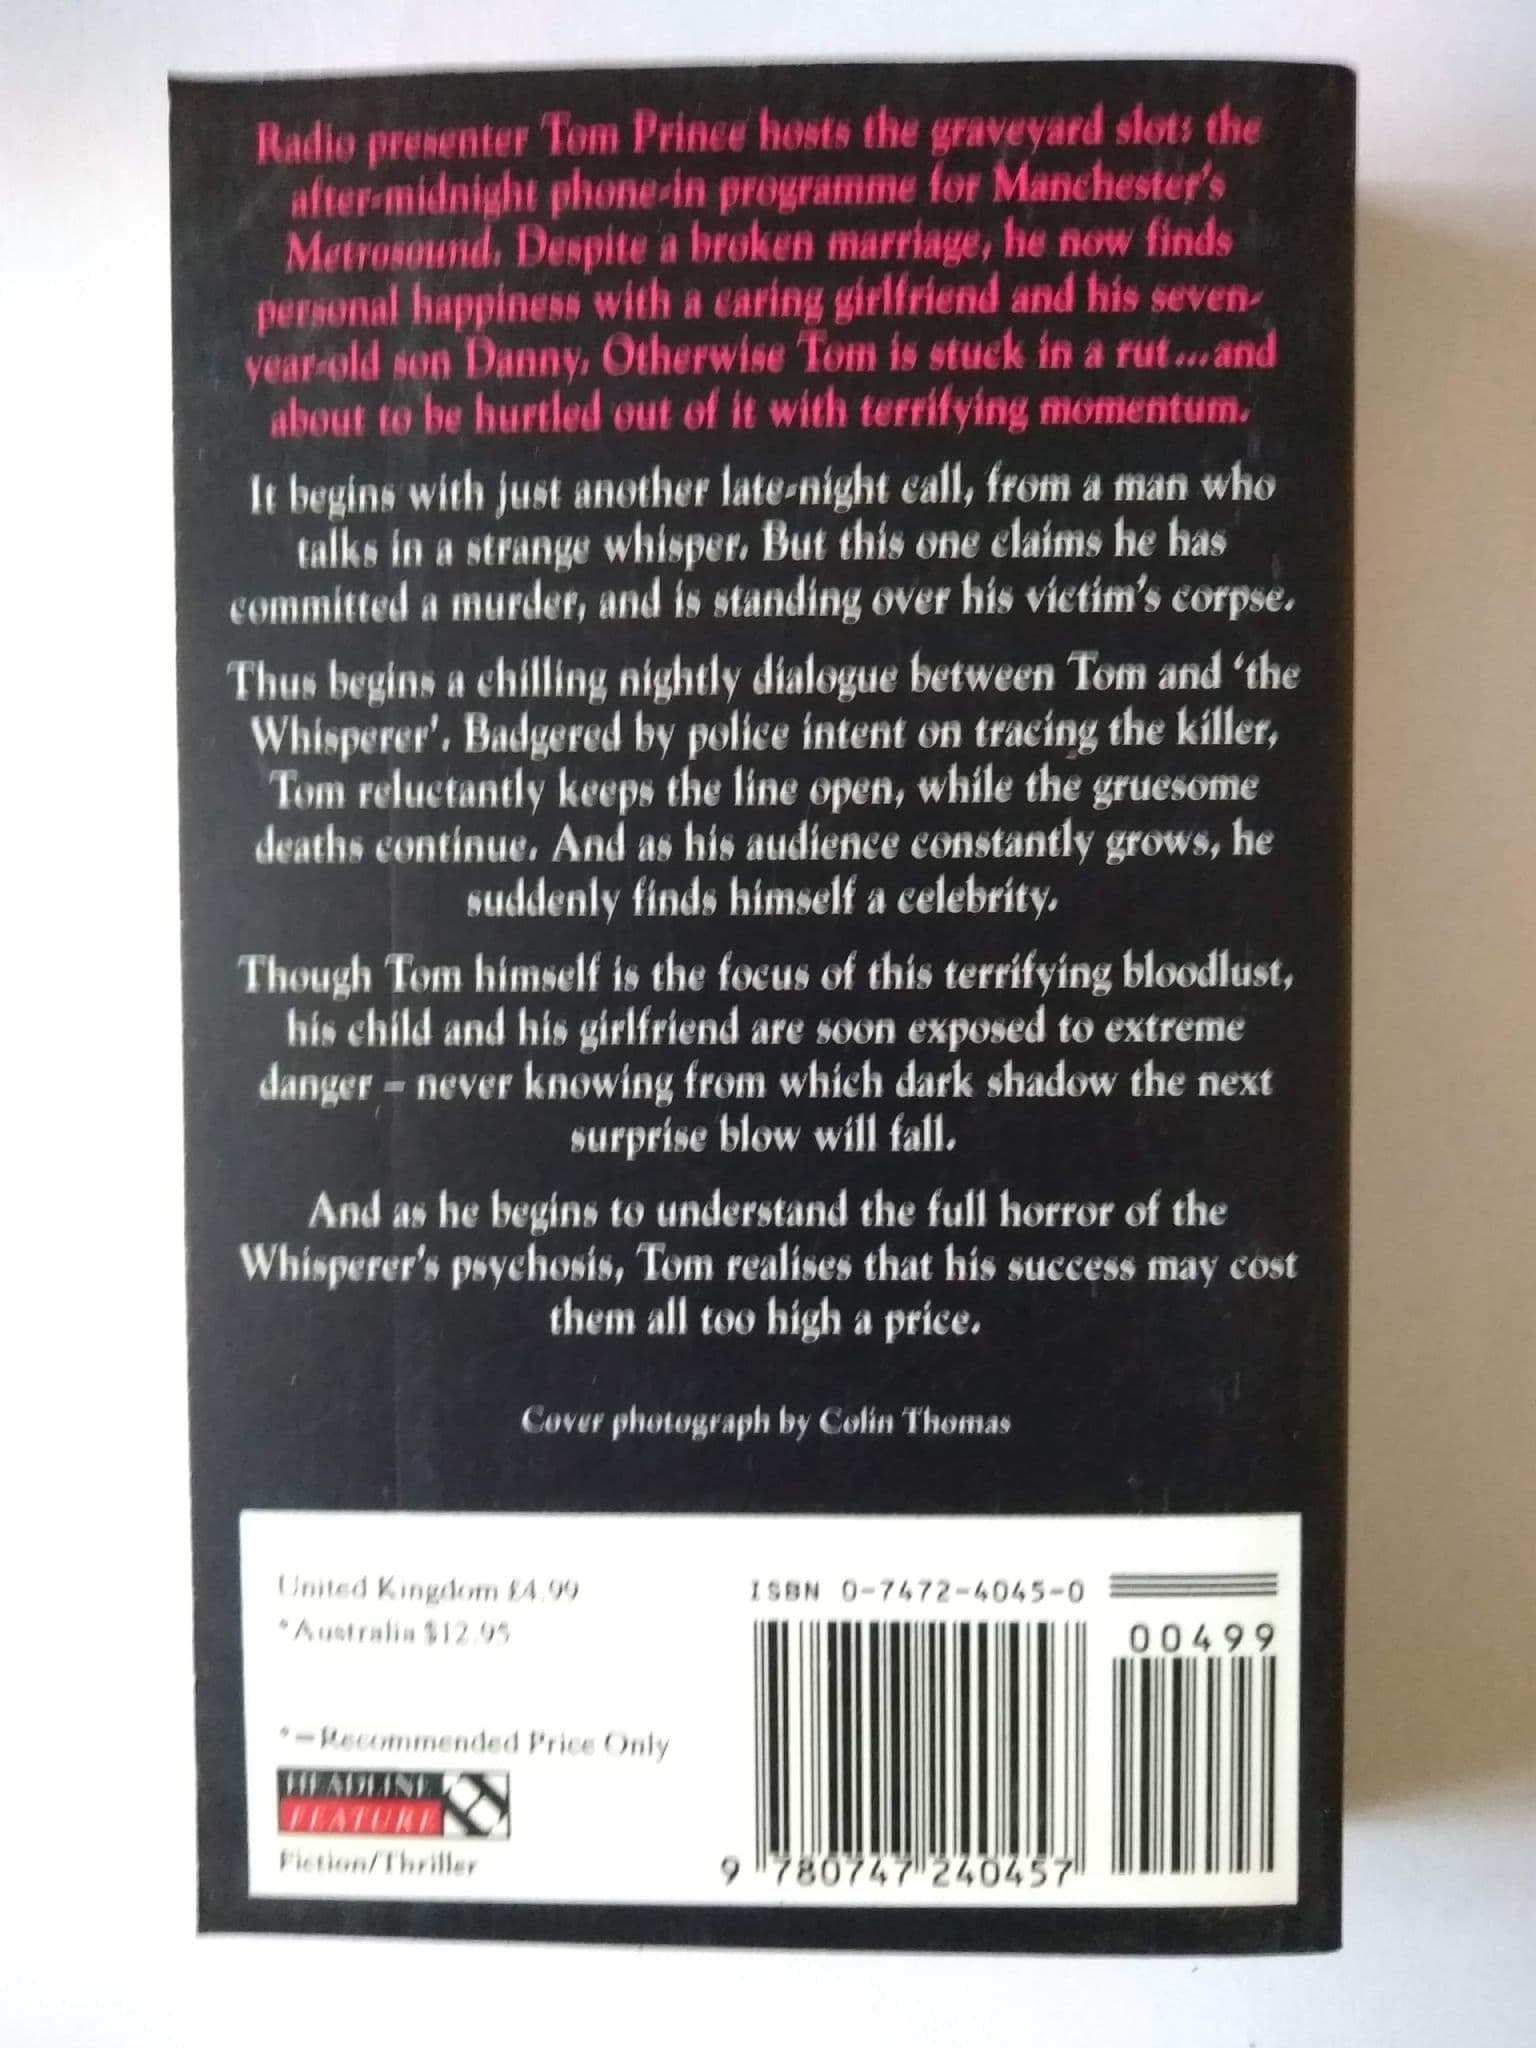 Radio presenter Tom Prince hosts the graveyard slot: the
after-midnight phone-in programme for Manchester's
Metrosound. Despite a broken marriage, he now finds
personal happiness with a caring girlfriend and his seven-
year-old son Danny. Otherwise Tom is stuck in a rut...and
about to be hurtled out of it with terrifying momentum.
It begins with just another late-night call, from a man who
talks in a strange whisper. But this one claims he has
committed a murder, and is standing over his victim's corpse.
Thus begins a chilling nightly dialogue between Tom and ‘the
Whisperer'. Badgered by police intent on tracing the killer,
Tom reluctantly keeps the line open, while the gruesome
deaths continue. And as his audience constantly grows, he
suddenly finds himself a celebrity.
Though Tom himself is the focus of this terrifying bloodlust,
his child and his girlfriend are soon exposed to extreme
danger – never knowing from which dark shadow the next
surprise blow will fall.
And as he begins to understand the full horror of the
Whisperer's psychosis, Tom realises that his success may cost
them all too high a price.
Cover photograph by Colin Thomas
United Kingdom £4.99
*Australia $12.95
*—Recommended Price Only
HEADLINE
FEATURE H
Fiction/Thriller
ISBN 0-7472-4045-0
00499
9 780747 240457